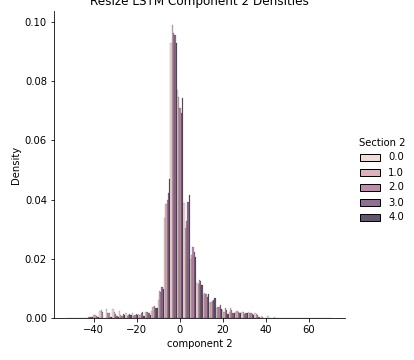 Resize LSTM Component 2 Densities
0.10
0.08
0.06
0.04
0.02
0.00
Density
−40 −20 0 20 40 60
component 2
Section 2
0.0
1.0
2.0
3.0
4.0